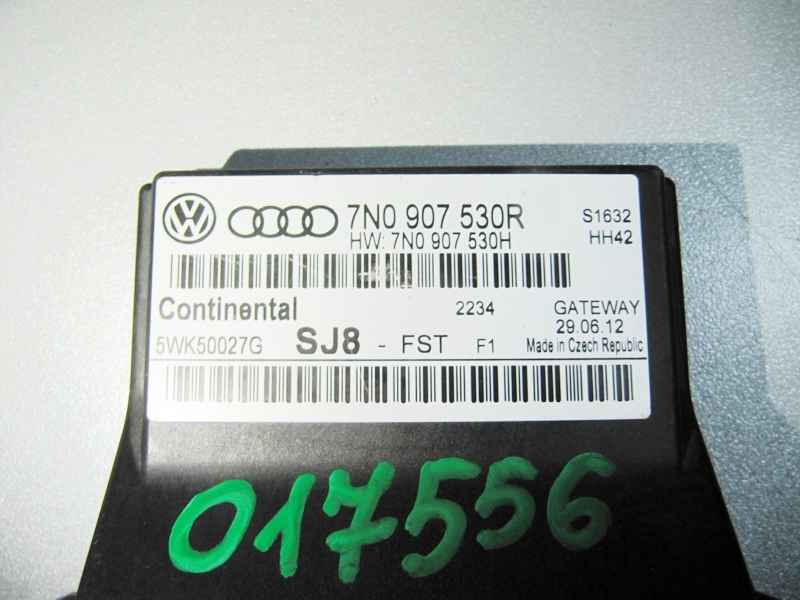 7N0 907 530R S1632
HW: 7N0 907 530H HH42
Continental 2234 GATEWAY
29.06.12
5WK50027G SJ8 - FST F1 Made in Czech Republic
017556